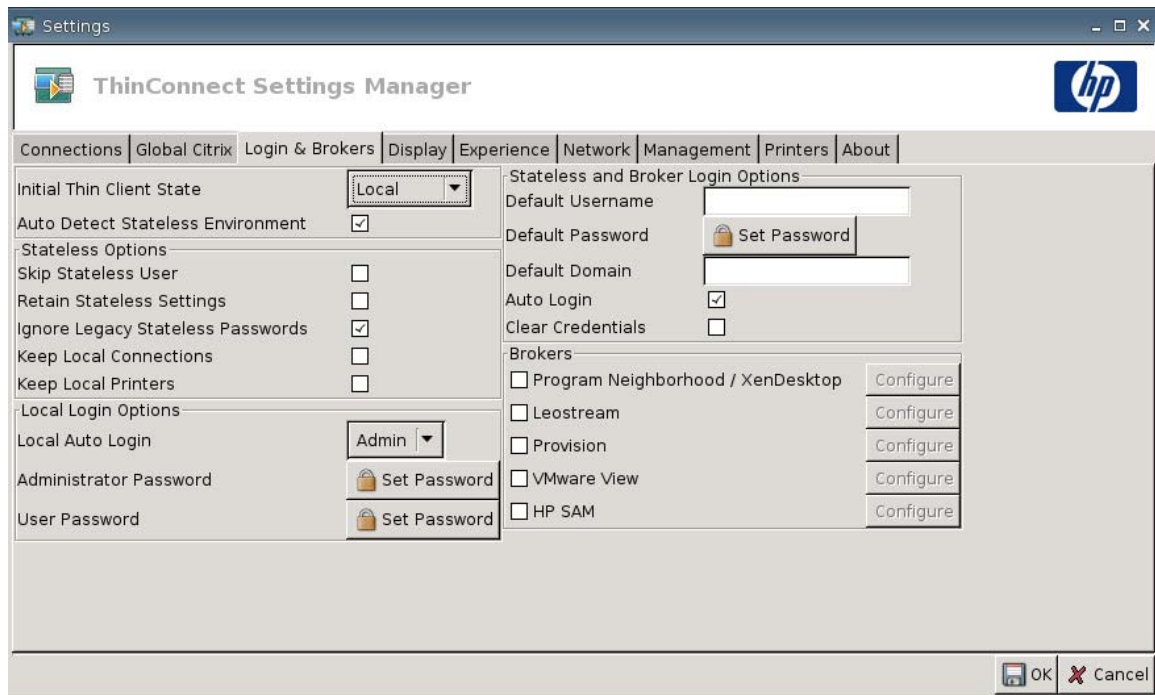 Settings
ThinConnect Settings Manager
hp
Connections Global Citrix Login & Brokers Display Experience Network Management Printers About
Initial Thin Client State Local
Auto Detect Stateless Environment
Stateless Options
Skip Stateless User
Retain Stateless Settings
Ignore Legacy Stateless Passwords
Keep Local Connections
Keep Local Printers
Local Login Options
Local Auto Login Admin
Administrator Password Set Password
User Password Set Password
Stateless and Broker Login Options
Default Username
Default Password Set Password
Default Domain
Auto Login
Clear Credentials
Brokers
Program Neighborhood / XenDesktop Configure
Leostream Configure
Provision Configure
VMware View Configure
HP SAM Configure
OK Cancel